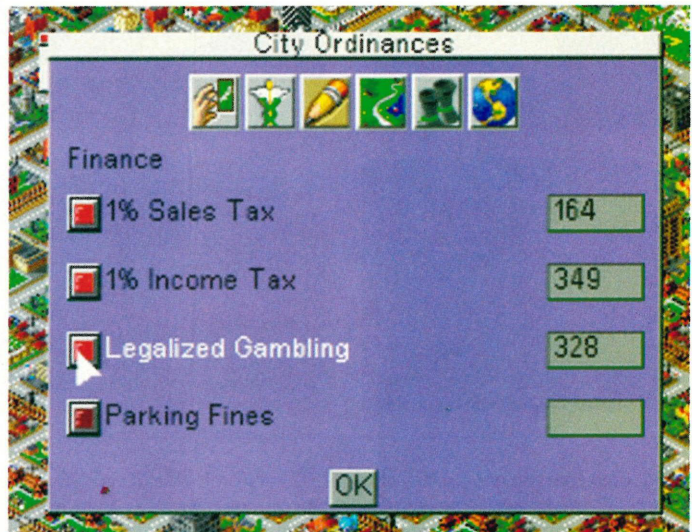 City Ordinances
Finance
1% Sales Tax 164
1% Income Tax 349
Legalized Gambling 328
Parking Fines
OK